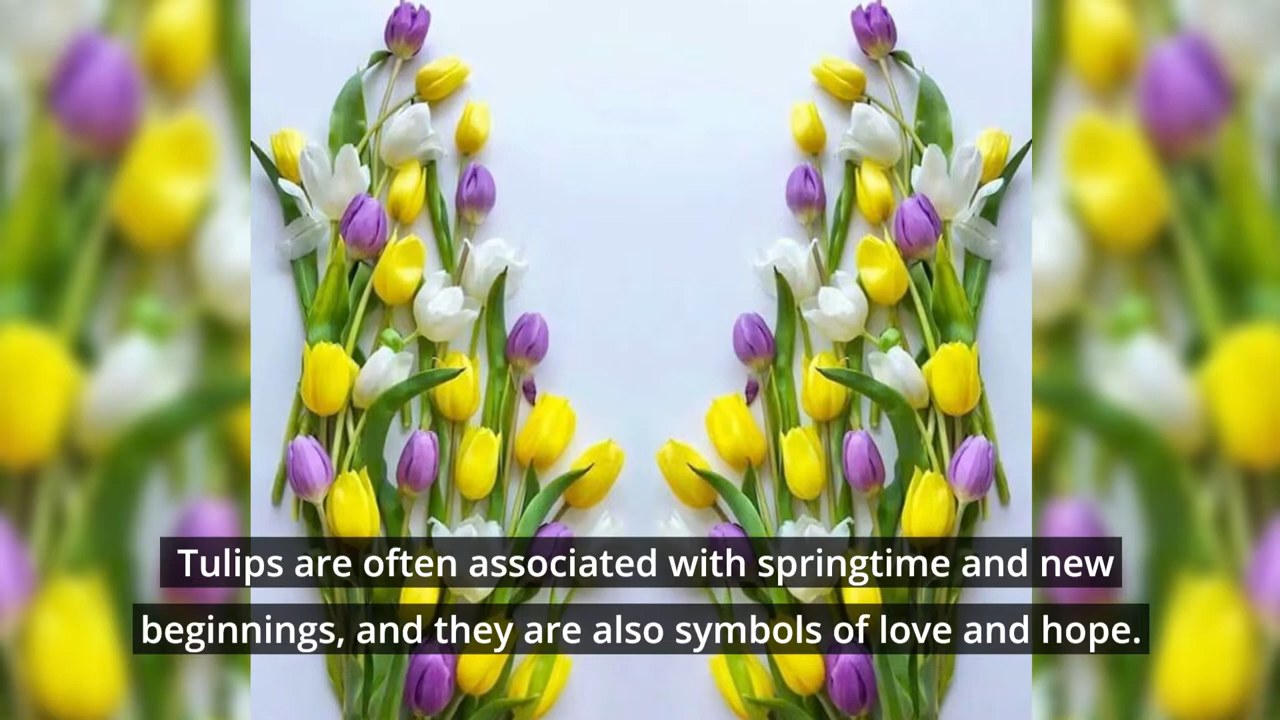 Tulips are often associated with springtime and new
beginnings, and they are also symbols of love and hope.